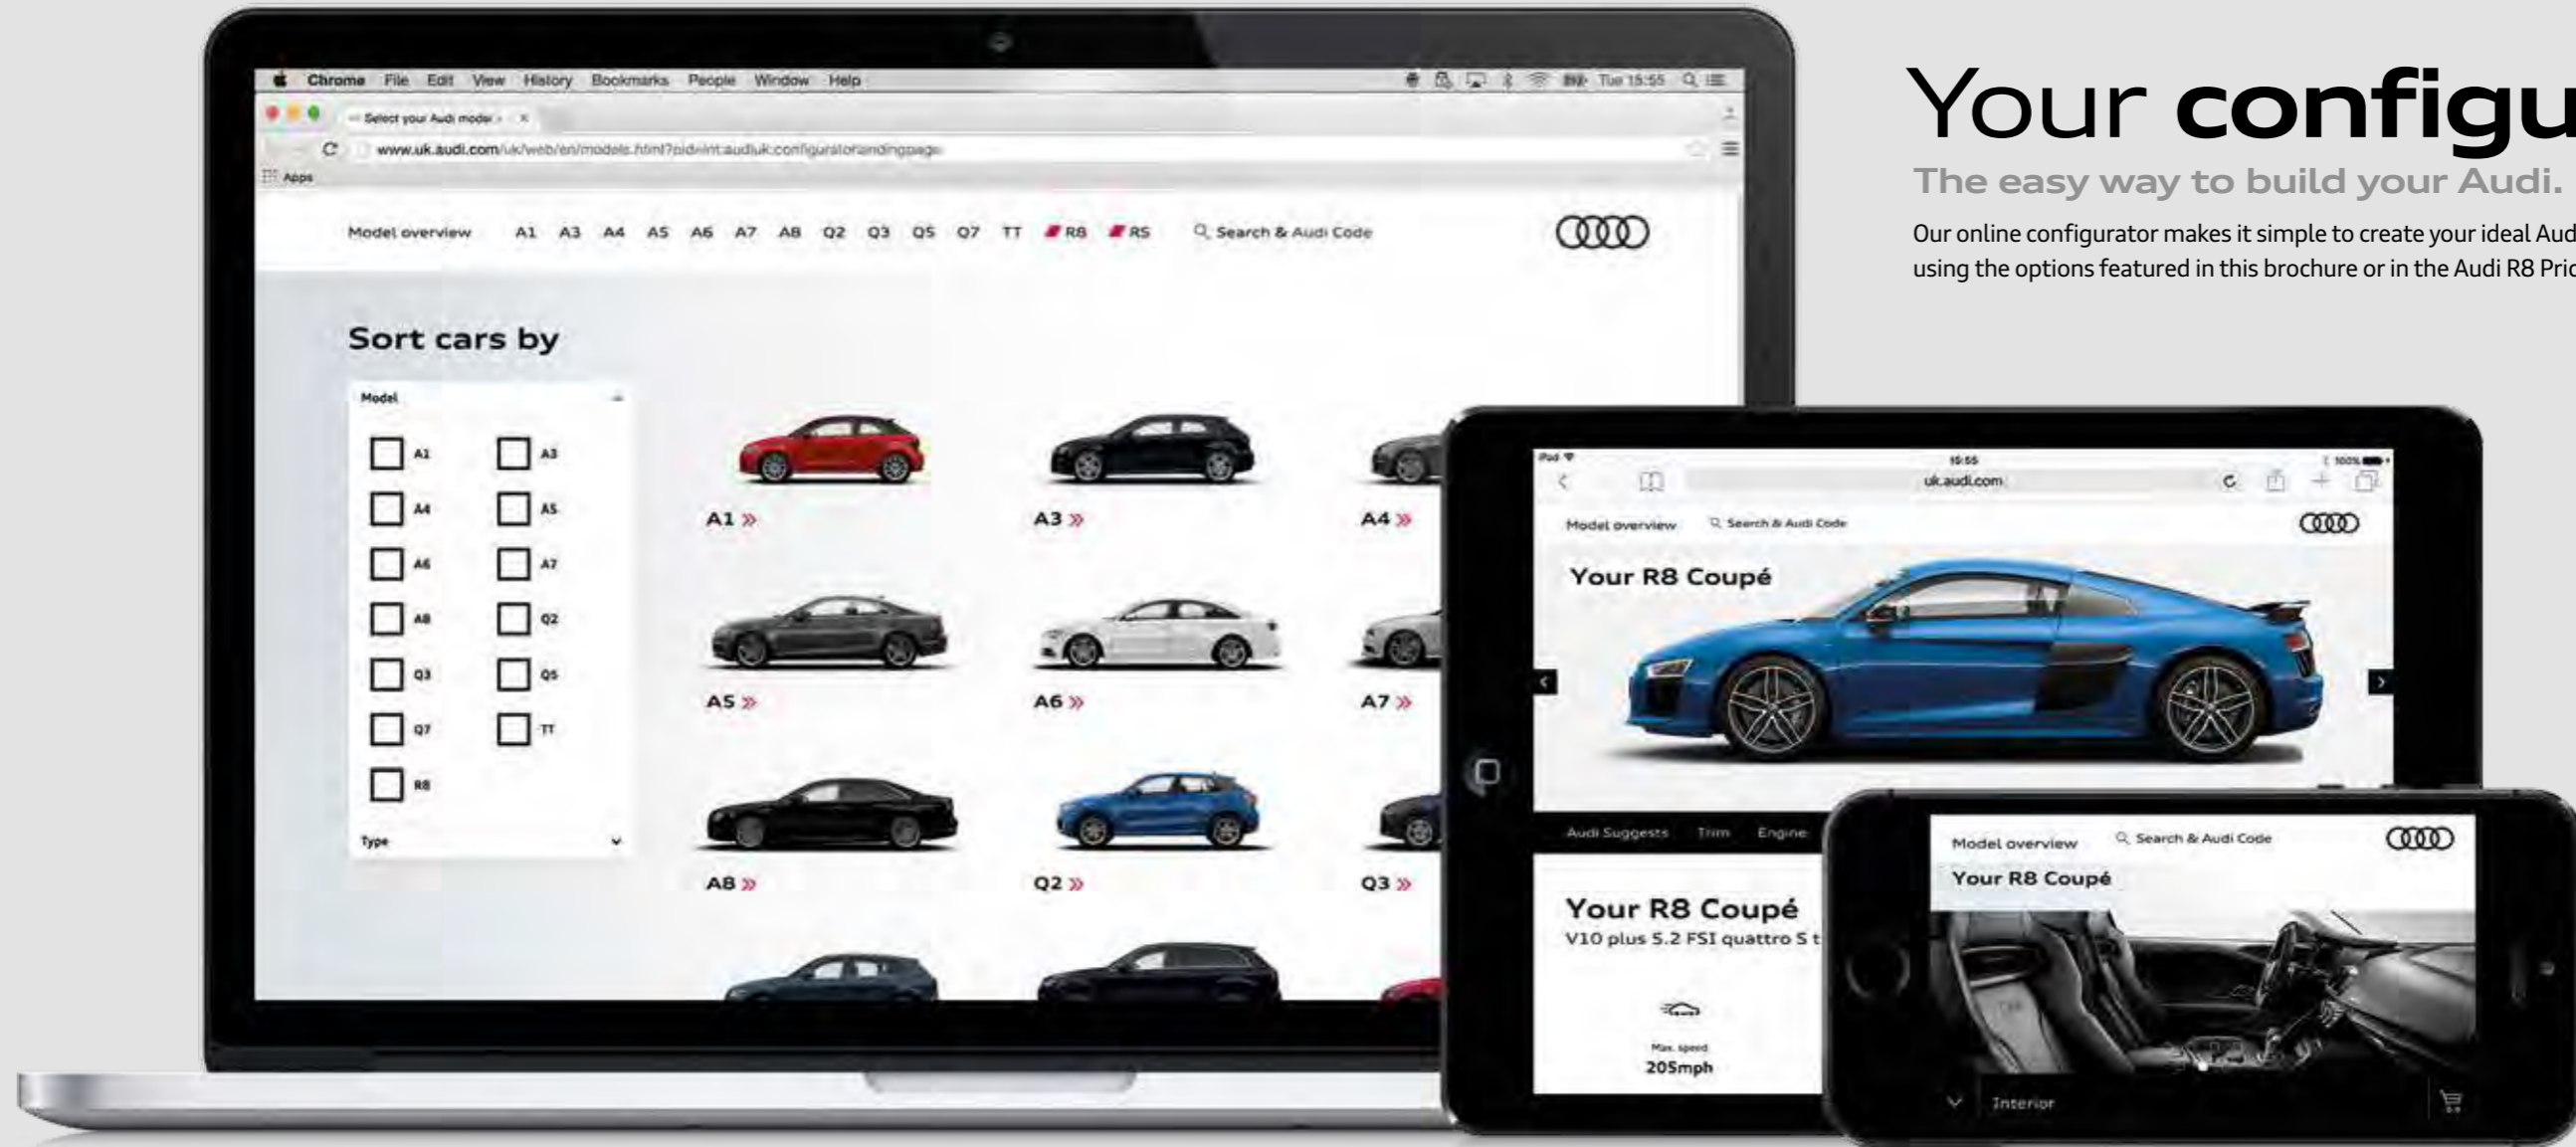 Chrome File Edit View History Bookmarks People Window Help Tue 15:55
Select your Audi model
www.uk.audi.com/uk/web/en/models.html?pid=int:audiuk:configuratorlandingpage
Apps
Model overview A1 A3 A4 A5 A6 A7 A8 Q2 Q3 Q5 Q7 TT R8 RS Search & Audi Code
Sort cars by
Model
A1 A3
A4 A5
A6 A7
A8 Q2
Q3 Q5
Q7 TT
R8
Type
A1 »
A3 »
A4 »
A5 »
A6 »
A7 »
A8 »
Q2 »
Q3 »
Your configu
The easy way to build your Audi.
Our online configurator makes it simple to create your ideal Aud
using the options featured in this brochure or in the Audi R8 Pric
iPad 15:55 100%
uk.audi.com
Model overview Search & Audi Code
Your R8 Coupé
Audi Suggests Trim Engine
Your R8 Coupé
V10 plus 5.2 FSI quattro S t
Max. speed
205mph
Model overview Search & Audi Code
Your R8 Coupé
Interior